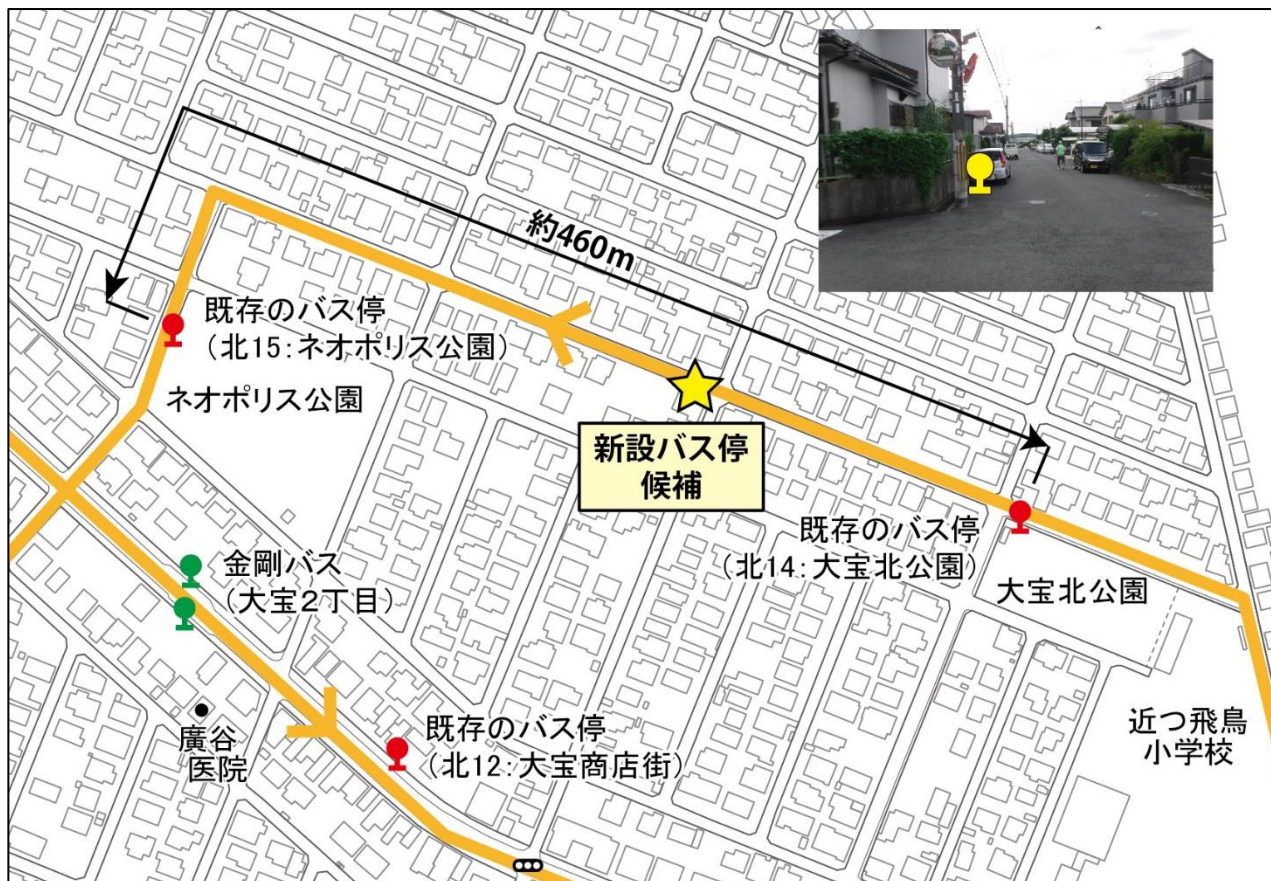 約460m
既存のバス停
（北15：ネオポリス公園）
ネオポリス公園
新設バス停
候補
既存のバス停
（北14：大宝北公園）
大宝北公園
金剛バス
（大宝2丁目）
廣谷
医院
既存のバス停
（北12：大宝商店街）
近つ飛鳥
小学校